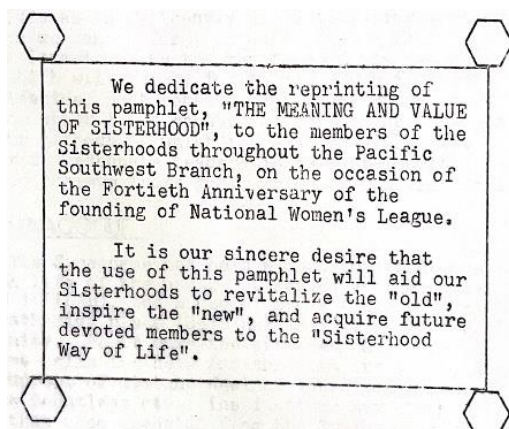 We dedicate the reprinting of
this pamphlet, "THE MEANING AND VALUE
OF SISTERHOOD", to the members of the
Sisterhoods throughout the Pacific
Southwest Branch, on the occasion of
the Fortieth Anniversary of the
founding of National Women's League.
It is our sincere desire that
the use of this pamphlet will aid our
Sisterhoods to revitalize the "old",
inspire the "new", and acquire future
devoted members to the "Sisterhood
Way of Life".